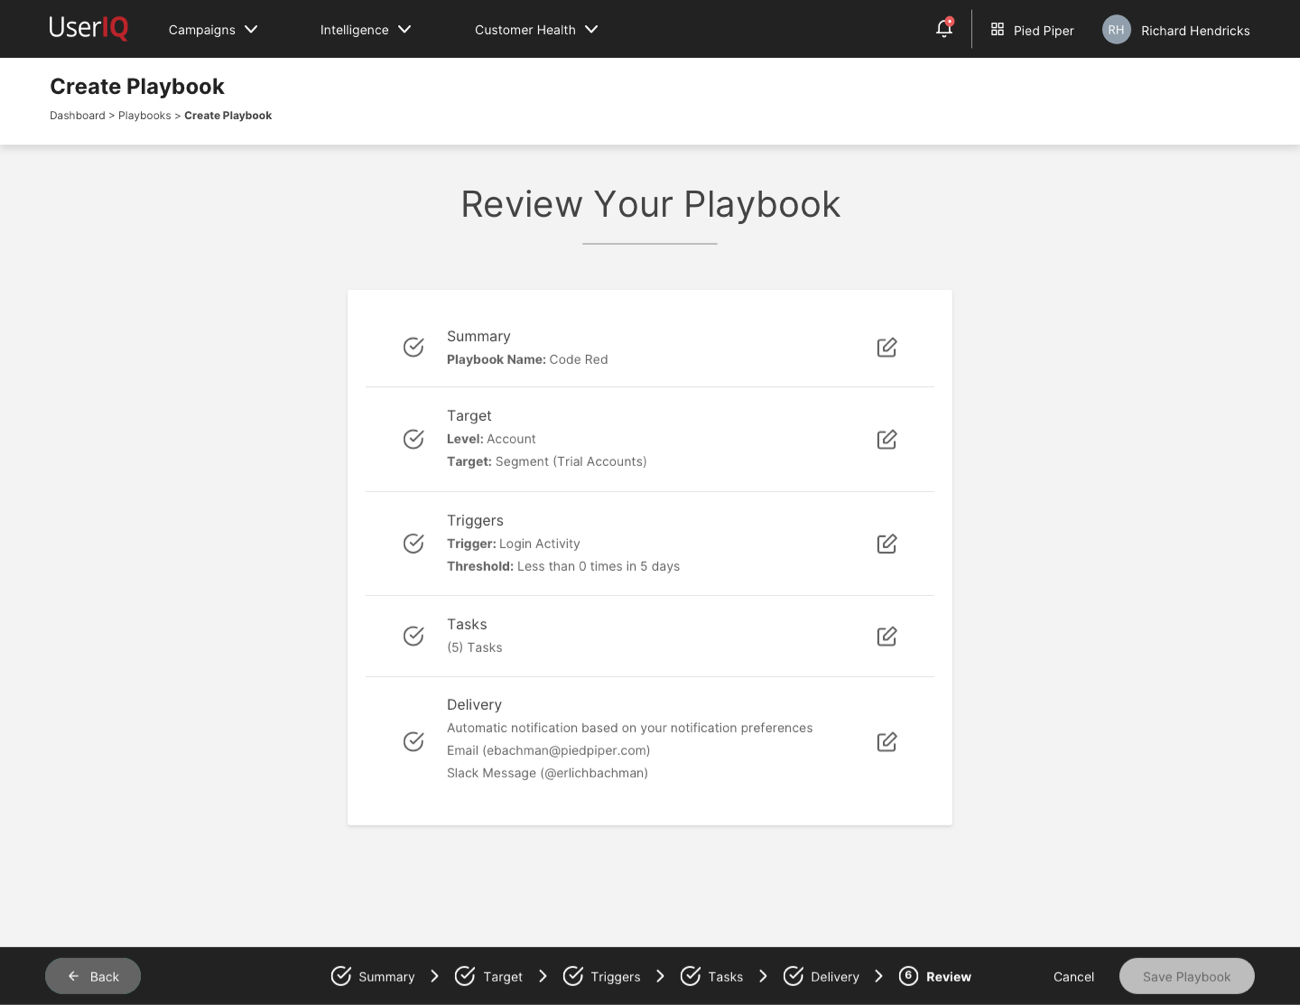 UserIQ Campaigns Intelligence Customer Health Pied Piper RH Richard Hendricks
Create Playbook
Dashboard > Playbooks > Create Playbook
Review Your Playbook
Summary
Playbook Name: Code Red
Target
Level: Account
Target: Segment (Trial Accounts)
Triggers
Trigger: Login Activity
Threshold: Less than 0 times in 5 days
Tasks
(5) Tasks
Delivery
Automatic notification based on your notification preferences
Email (ebachman@piedpiper.com)
Slack Message (@erlichbachman)
Back Summary Target Triggers Tasks Delivery 6 Review Cancel Save Playbook